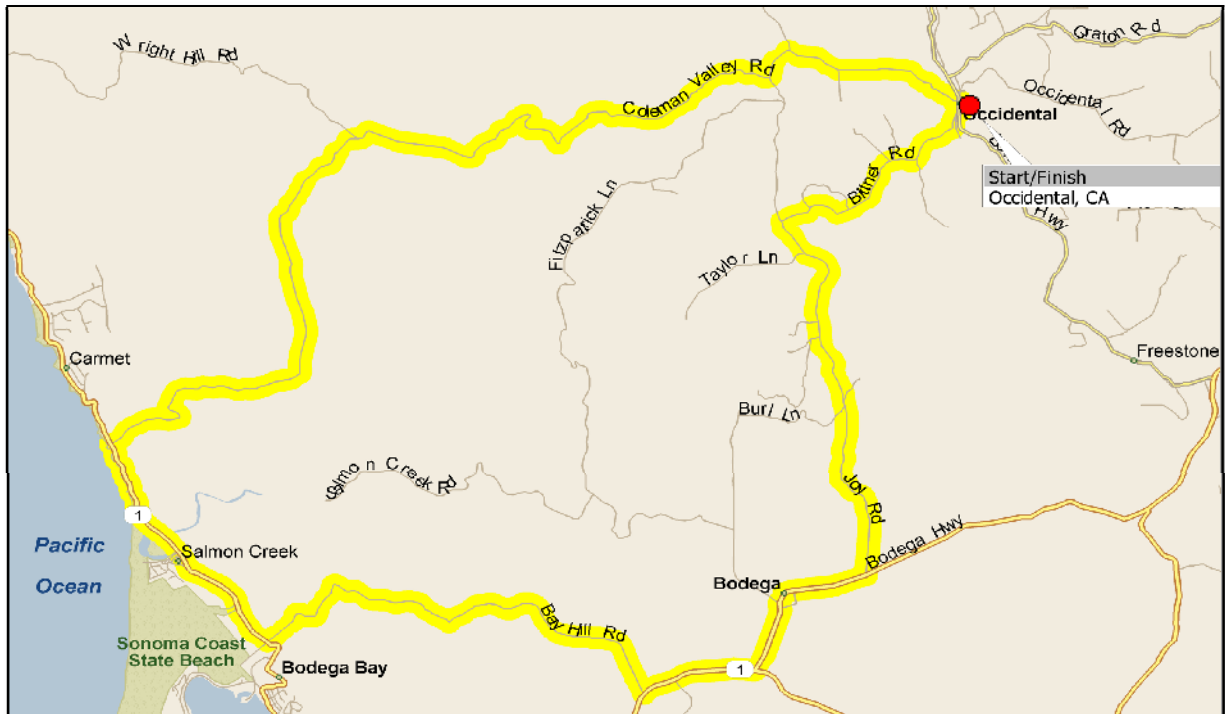 Wright Hill Rd
Graton Rd
Coleman Valley Rd
Occidental Rd
Occidental
Bittner Rd
Start/Finish
Occidental, CA
Hwy
Fitzpatrick Ln
Taylor Ln
Freestone
Carmet
Burl Ln
Salmon Creek Rd
Joy Rd
1
Bodega Hwy
Pacific
Ocean
Salmon Creek
Bodega
Bay Hill Rd
Sonoma Coast
State Beach
Bodega Bay
1